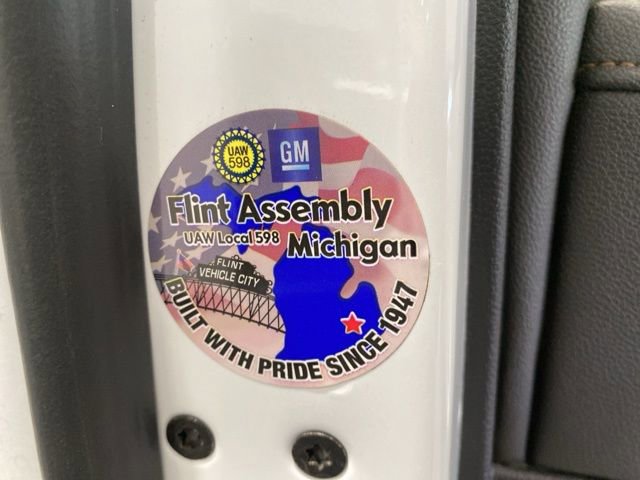 UAW
598
GM
Flint Assembly
UAW Local 598 Michigan
FLINT
VEHICLE CITY
BUILT WITH PRIDE SINCE 1947